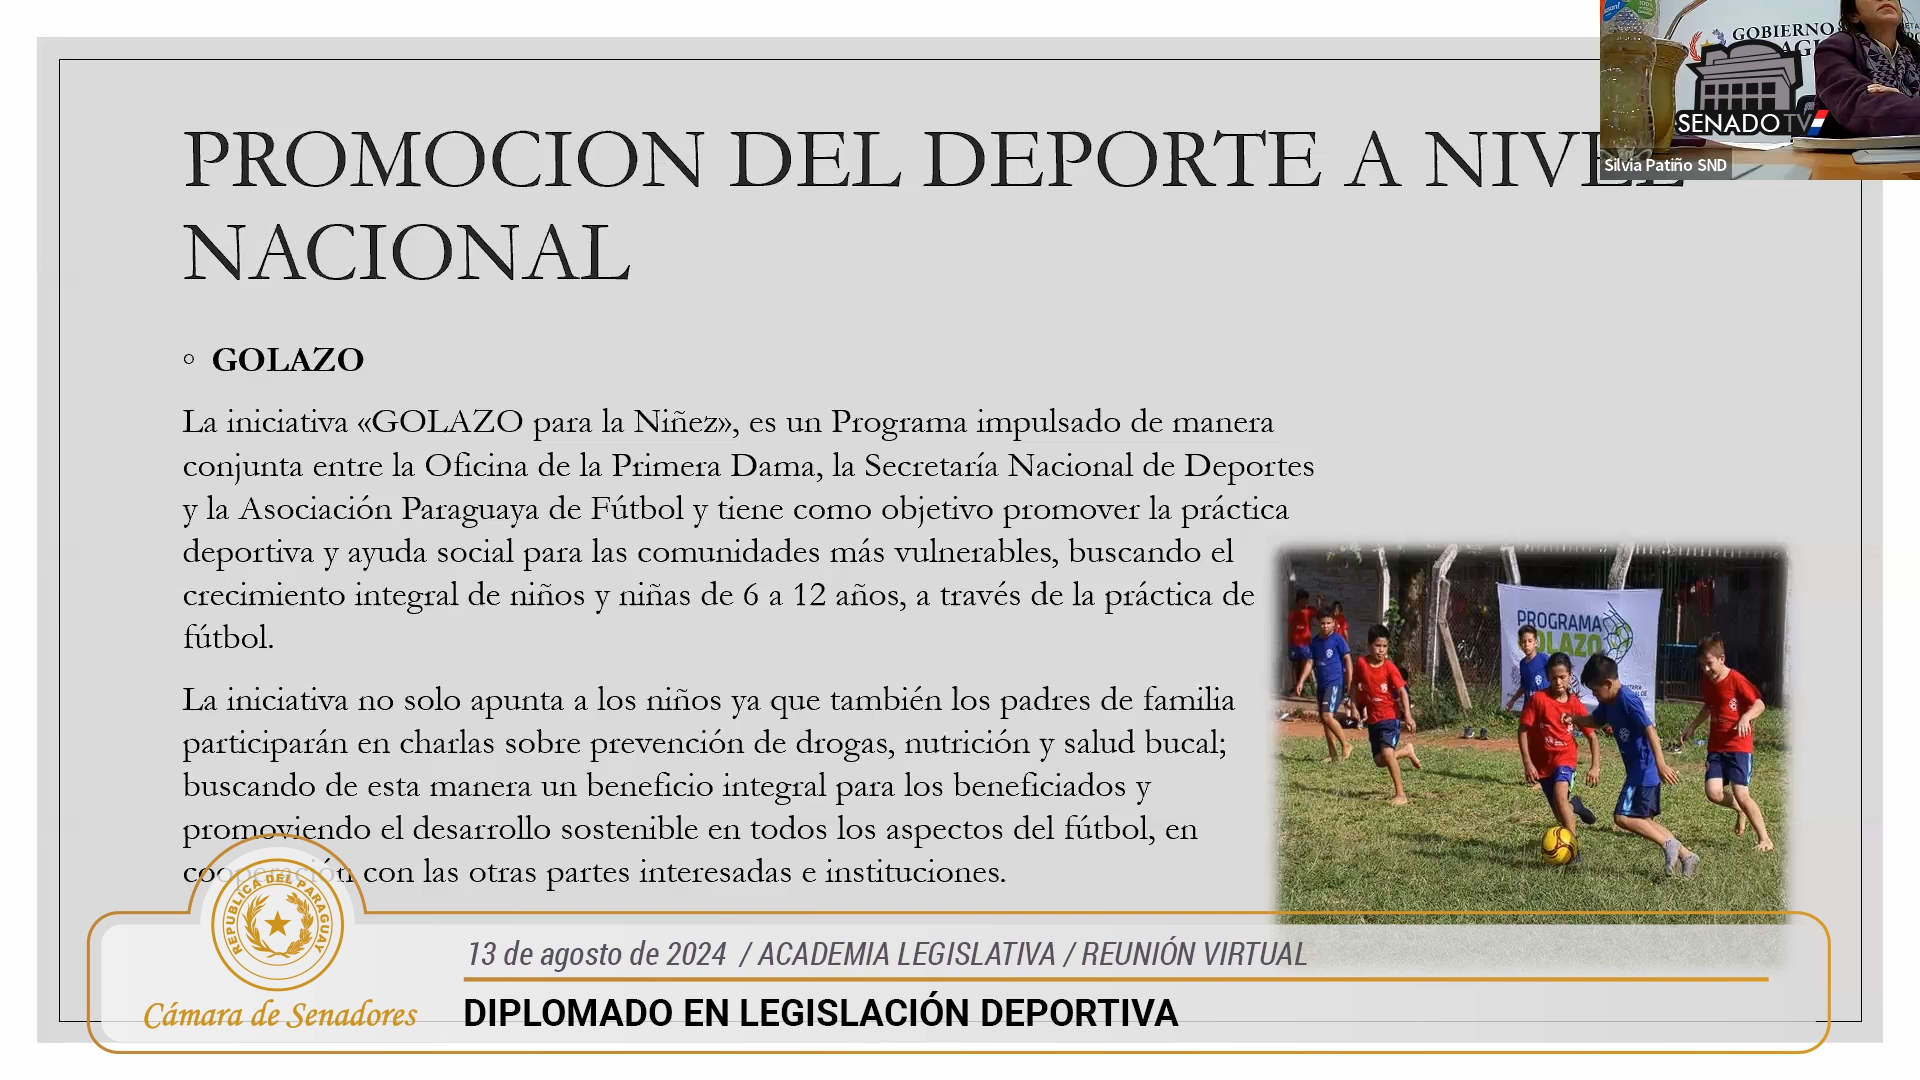 PROMOCION DEL DEPORTE A NIVEL
NACIONAL
GOBIERNO
SENADO TV
Silvia Patiño SND
◦ GOLAZO
La iniciativa «GOLAZO para la Niñez», es un Programa impulsado de manera
conjunta entre la Oficina de la Primera Dama, la Secretaría Nacional de Deportes
y la Asociación Paraguaya de Fútbol y tiene como objetivo promover la práctica
deportiva y ayuda social para las comunidades más vulnerables, buscando el
crecimiento integral de niños y niñas de 6 a 12 años, a través de la práctica de
fútbol.
La iniciativa no solo apunta a los niños ya que también los padres de familia
participarán en charlas sobre prevención de drogas, nutrición y salud bucal;
buscando de esta manera un beneficio integral para los beneficiados y
promoviendo el desarrollo sostenible en todos los aspectos del fútbol, en
cooperación con las otras partes interesadas e instituciones.
PROGRAMA
GOLAZO
REPUBLICA DEL PARAGUAY
Cámara de Senadores
13 de agosto de 2024 / ACADEMIA LEGISLATIVA / REUNIÓN VIRTUAL
DIPLOMADO EN LEGISLACIÓN DEPORTIVA